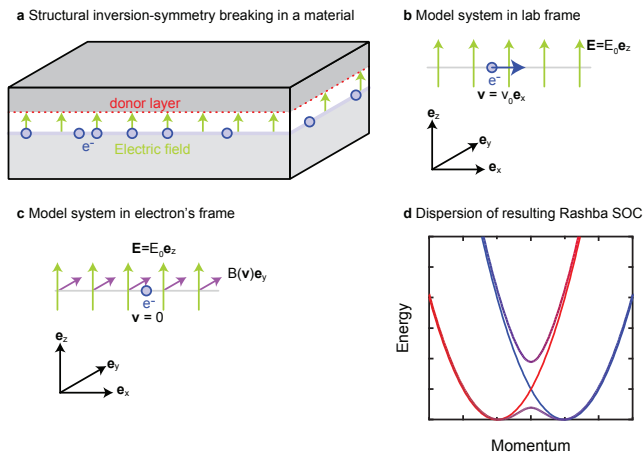 a Structural inversion-symmetry breaking in a material
donor layer
e⁻
Electric field
b Model system in lab frame
E=E₀e_z
e⁻
v = v₀e_x
e_z
e_y
e_x
c Model system in electron's frame
E=E₀e_z
B(v)e_y
e⁻
v = 0
e_z
e_y
e_x
d Dispersion of resulting Rashba SOC
Energy
Momentum